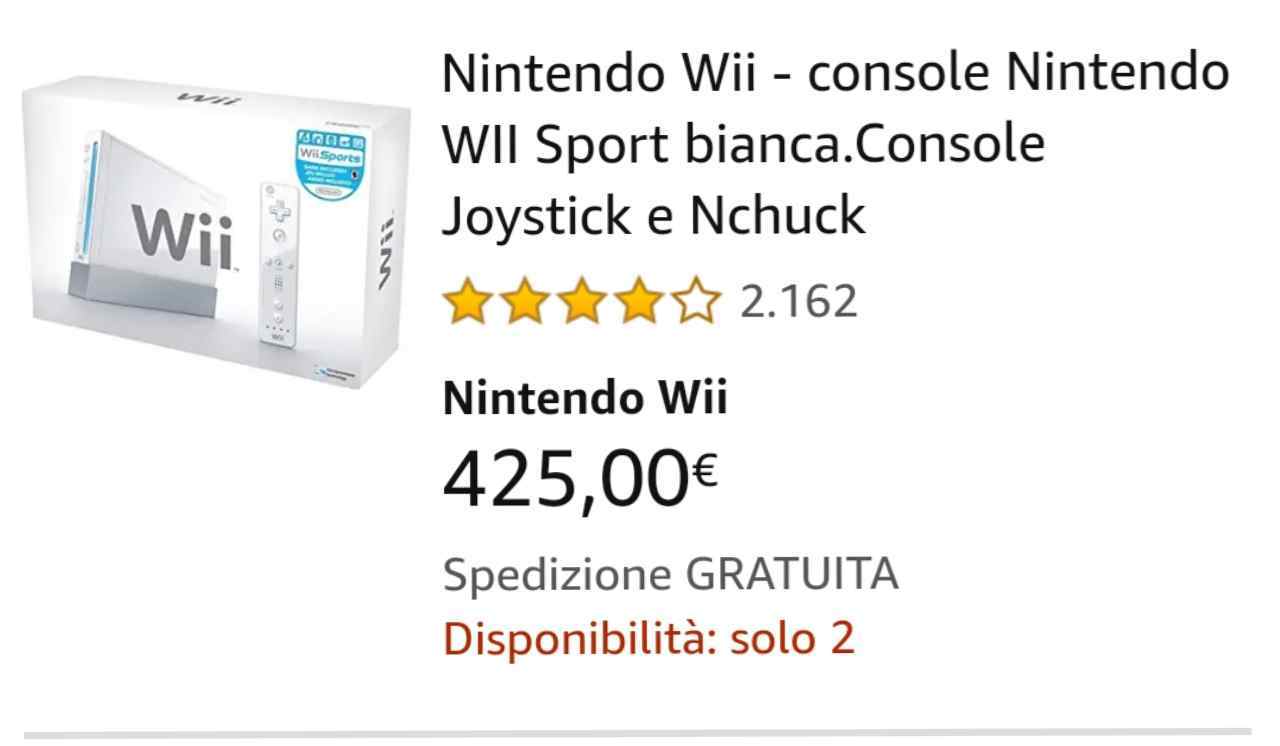 Nintendo Wii - console Nintendo
WII Sport bianca.Console
Joystick e Nchuck
2.162
Nintendo Wii
425,00€
Spedizione GRATUITA
Disponibilità: solo 2
Wii
Wii Sports
Wii
Wii
Wii